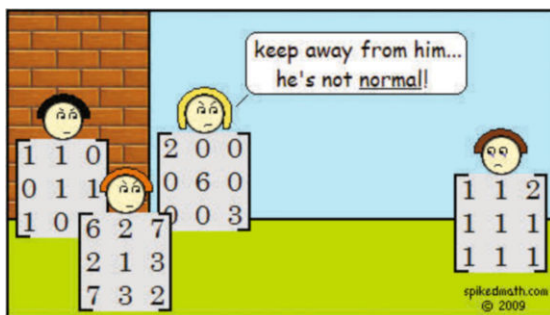 keep away from him...
he's not normal!
1 1 0
0 1 1
1 0
2 0 0
0 6 0
0 0 3
6 2 7
2 1 3
7 3 2
1 1 2
1 1 1
1 1 1
spikedmath.com
© 2009